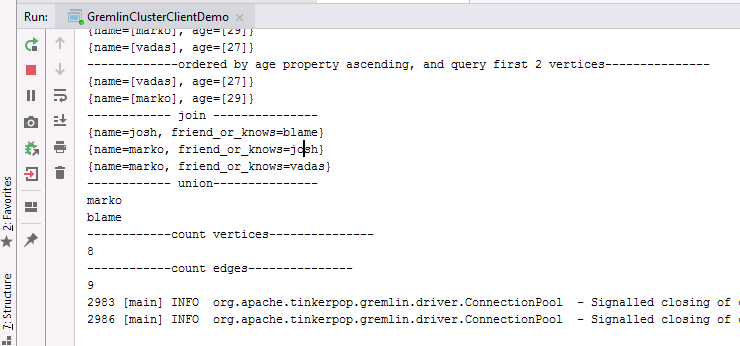 Run: GremlinClusterClientDemo
{name=[marko], age=[29]}
{name=[vadas], age=[27]}
-------------ordered by age property ascending, and query first 2 vertices---------------
{name=[vadas], age=[27]}
{name=[marko], age=[29]}
------------ join ---------------
{name=josh, friend_or_knows=blame}
{name=marko, friend_or_knows=josh}
{name=marko, friend_or_knows=vadas}
------------ union---------------
marko
blame
------------count vertices---------------
8
------------count edges---------------
9
2983 [main] INFO  org.apache.tinkerpop.gremlin.driver.ConnectionPool  - Signalled closing of
2986 [main] INFO  org.apache.tinkerpop.gremlin.driver.ConnectionPool  - Signalled closing of
2: Favorites
7: Structure